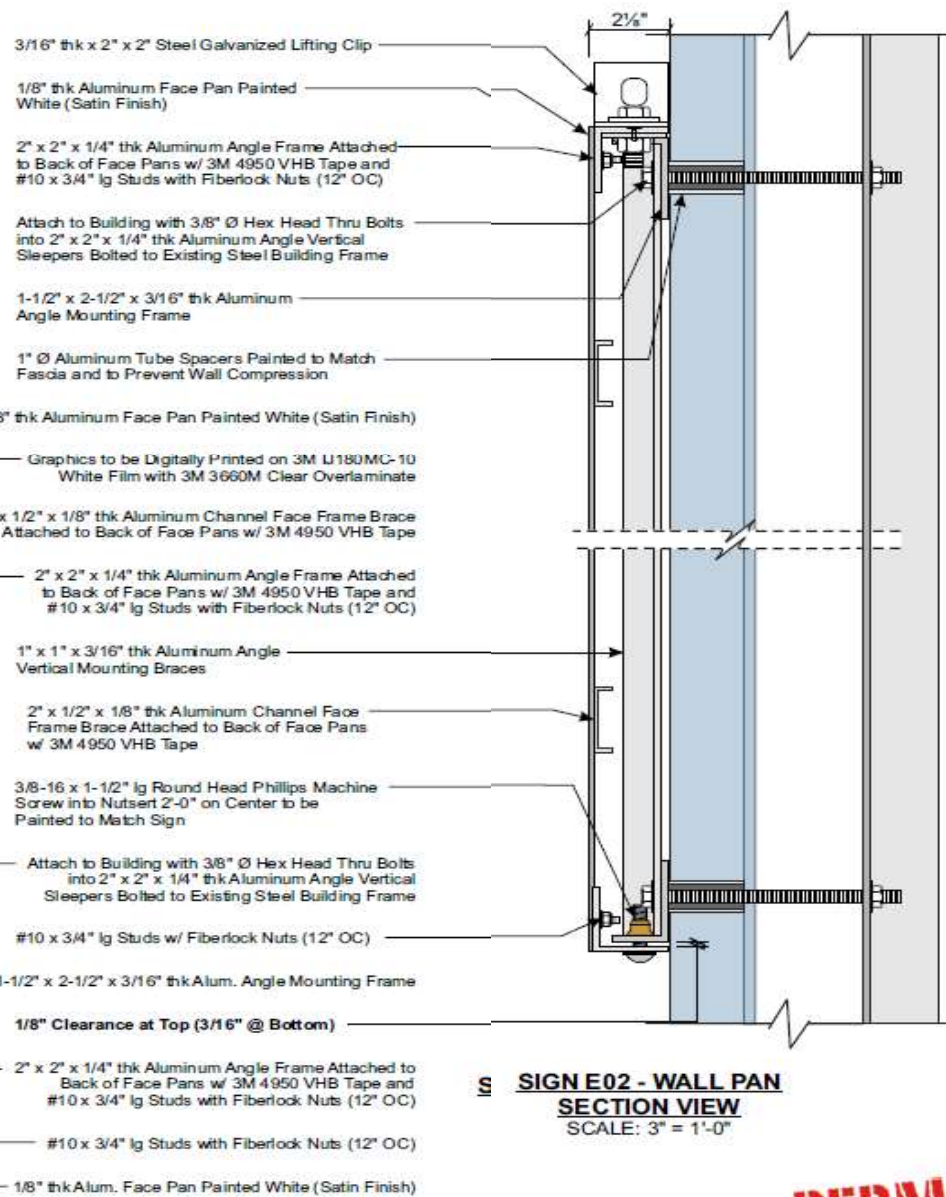 2⅛"
3/16" thk x 2" x 2" Steel Galvanized Lifting Clip
1/8" thk Aluminum Face Pan Painted
White (Satin Finish)
2" x 2" x 1/4" thk Aluminum Angle Frame Attached
to Back of Face Pans w/ 3M 4950 VHB Tape and
#10 x 3/4" lg Studs with Fiberlock Nuts (12" OC)
Attach to Building with 3/8" Ø Hex Head Thru Bolts
into 2" x 2" x 1/4" thk Aluminum Angle Vertical
Sleepers Bolted to Existing Steel Building Frame
1-1/2" x 2-1/2" x 3/16" thk Aluminum
Angle Mounting Frame
1" Ø Aluminum Tube Spacers Painted to Match
Fascia and to Prevent Wall Compression
thk Aluminum Face Pan Painted White (Satin Finish)
Graphics to be Digitally Printed on 3M IJ180MC-10
White Film with 3M 3660M Clear Overlaminate
x 1/2" x 1/8" thk Aluminum Channel Face Frame Brace
Attached to Back of Face Pans w/ 3M 4950 VHB Tape
2" x 2" x 1/4" thk Aluminum Angle Frame Attached
to Back of Face Pans w/ 3M 4950 VHB Tape and
#10 x 3/4" lg Studs with Fiberlock Nuts (12" OC)
1" x 1" x 3/16" thk Aluminum Angle
Vertical Mounting Braces
2" x 1/2" x 1/8" thk Aluminum Channel Face
Frame Brace Attached to Back of Face Pans
w/ 3M 4950 VHB Tape
3/8-16 x 1-1/2" lg Round Head Phillips Machine
Screw into Nutsert 2'-0" on Center to be
Painted to Match Sign
Attach to Building with 3/8" Ø Hex Head Thru Bolts
into 2" x 2" x 1/4" thk Aluminum Angle Vertical
Sleepers Bolted to Existing Steel Building Frame
#10 x 3/4" lg Studs w/ Fiberlock Nuts (12" OC)
-1/2" x 2-1/2" x 3/16" thk Alum. Angle Mounting Frame
1/8" Clearance at Top (3/16" @ Bottom)
2" x 2" x 1/4" thk Aluminum Angle Frame Attached to
Back of Face Pans w/ 3M 4950 VHB Tape and
#10 x 3/4" lg Studs with Fiberlock Nuts (12" OC)
#10 x 3/4" lg Studs with Fiberlock Nuts (12" OC)
1/8" thk Alum. Face Pan Painted White (Satin Finish)
S SIGN E02 - WALL PAN
SECTION VIEW
SCALE: 3" = 1'-0"